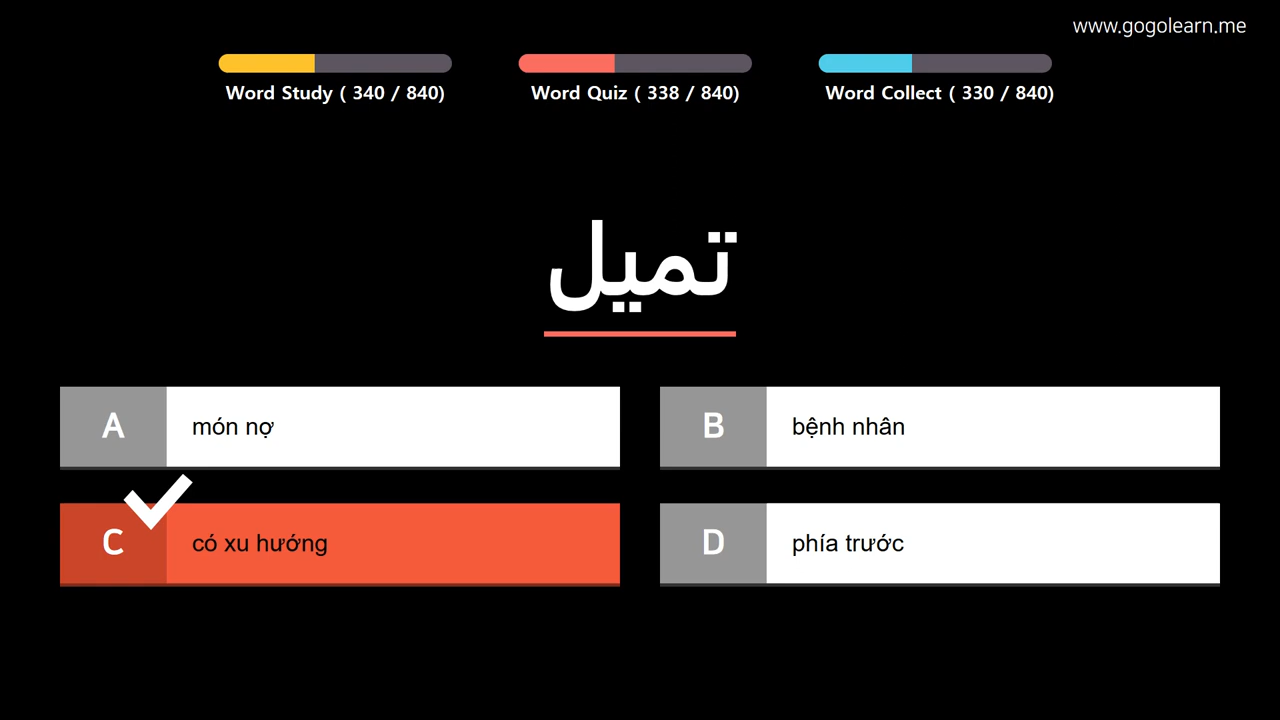 www.gogolearn.me
Word Study ( 340 / 840)
Word Quiz ( 338 / 840)
Word Collect ( 330 / 840)
تميل
A món nợ
B bệnh nhân
C có xu hướng
D phía trước